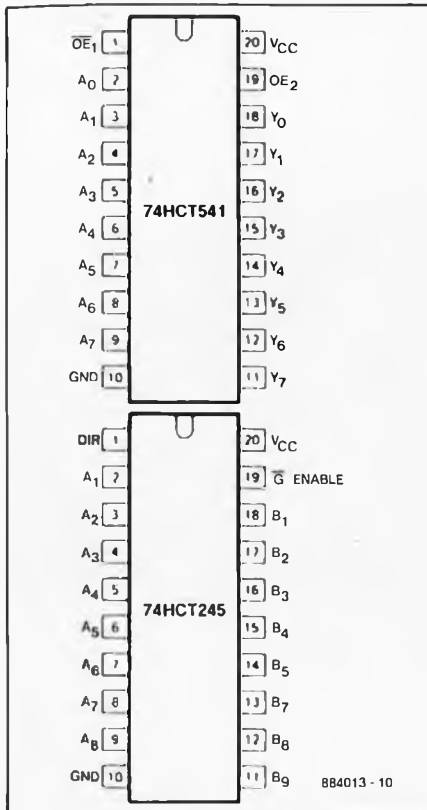 OE1 1 20 VCC
A0 2 19 OE2
A1 3 18 Y0
A2 4 17 Y1
A3 5 16 Y2
74HCT541
A4 6 15 Y3
A5 7 14 Y4
A6 8 13 Y5
A7 9 12 Y6
GND 10 11 Y7
DIR 1 20 VCC
A1 2 19 G ENABLE
A2 3 18 B1
A3 4 17 B2
A4 5 16 B3
74HCT245
A5 6 15 B4
A6 7 14 B5
A7 8 13 B7
A8 9 12 B8
GND 10 11 B9
884013 - 10